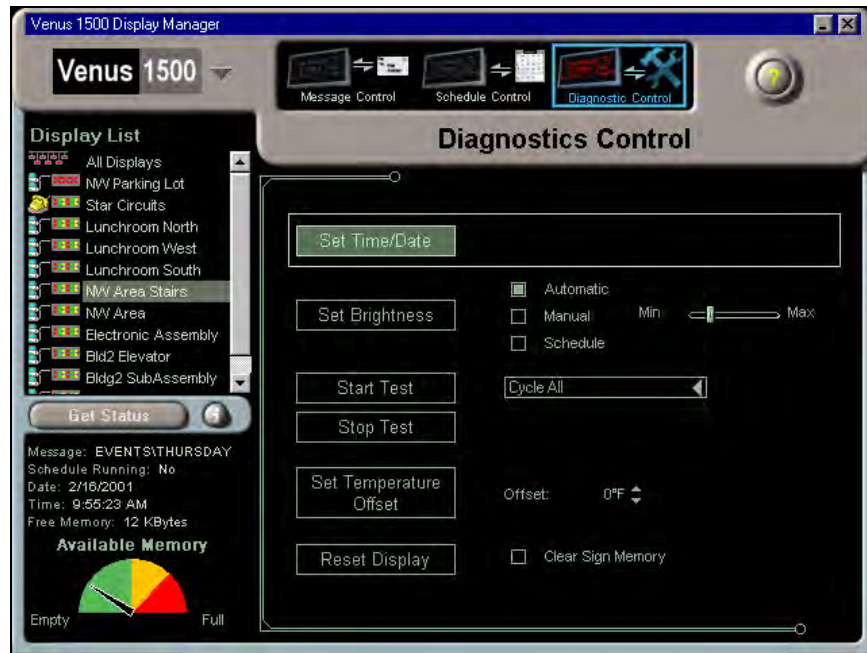 Venus 1500 Display Manager
Venus 1500
Message Control
Schedule Control
Diagnostic Control
?
Diagnostics Control
Display List
All Displays
NW Parking Lot
Star Circuits
Lunchroom North
Lunchroom West
Lunchroom South
NW Area Stairs
NW Area
Electronic Assembly
Bld2 Elevator
Bldg2 SubAssembly
Get Status
Message: EVENTS\THURSDAY
Schedule Running: No
Date: 2/16/2001
Time: 9:55:23 AM
Free Memory: 12 KBytes
Available Memory
Empty
Full
Set Time/Date
Set Brightness
Automatic
Manual
Schedule
Min
Max
Start Test
Cycle All
Stop Test
Set Temperature
Offset
Offset: 0°F
Reset Display
Clear Sign Memory